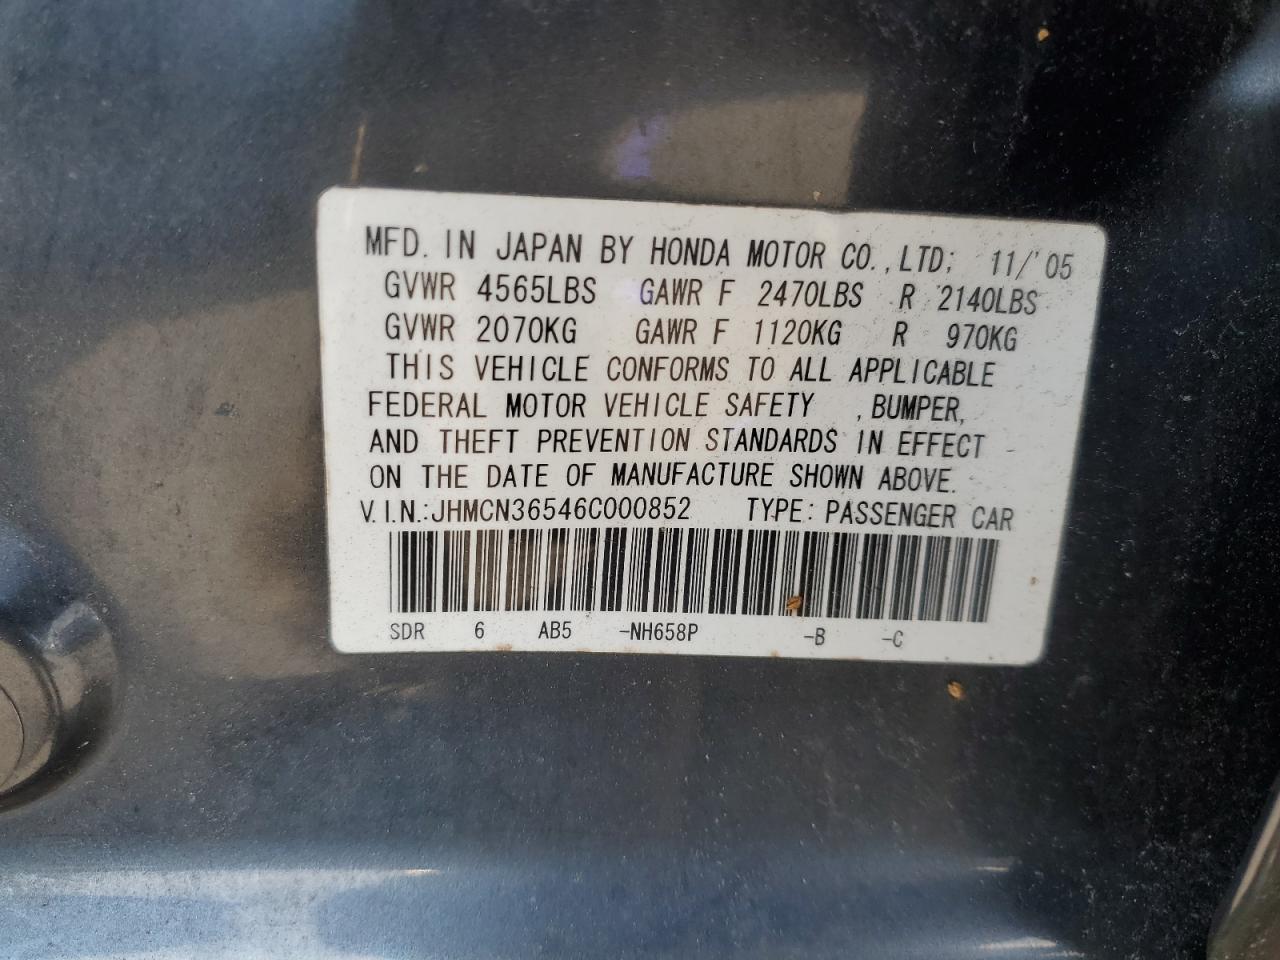 MFD. IN JAPAN BY HONDA MOTOR CO.,LTD; 11/'05
GVWR 4565LBS GAWR F 2470LBS R 2140LBS
GVWR 2070KG GAWR F 1120KG R 970KG
THIS VEHICLE CONFORMS TO ALL APPLICABLE
FEDERAL MOTOR VEHICLE SAFETY ,BUMPER,
AND THEFT PREVENTION STANDARDS IN EFFECT
ON THE DATE OF MANUFACTURE SHOWN ABOVE.
V.I.N.:JHMCN36546C000852 TYPE: PASSENGER CAR
SDR 6 AB5 -NH658P -B -C